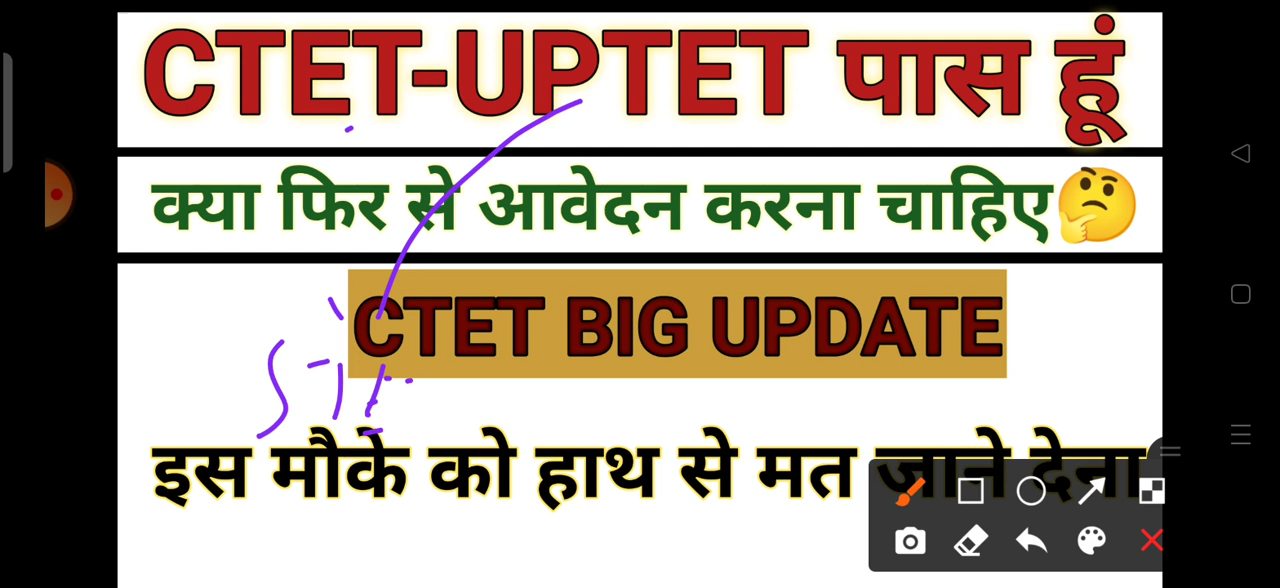 CTET-UPTET पास हूं
क्या फिर से आवेदन करना चाहिए🤔
CTET BIG UPDATE
इस मौके को हाथ से मत जाने देना